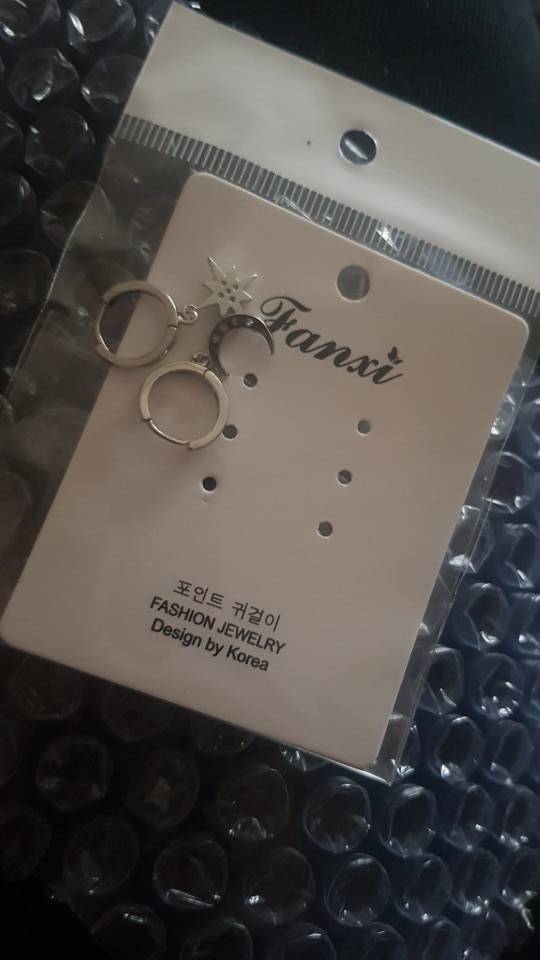 Fanxi
포인트 귀걸이
FASHION JEWELRY
Design by Korea